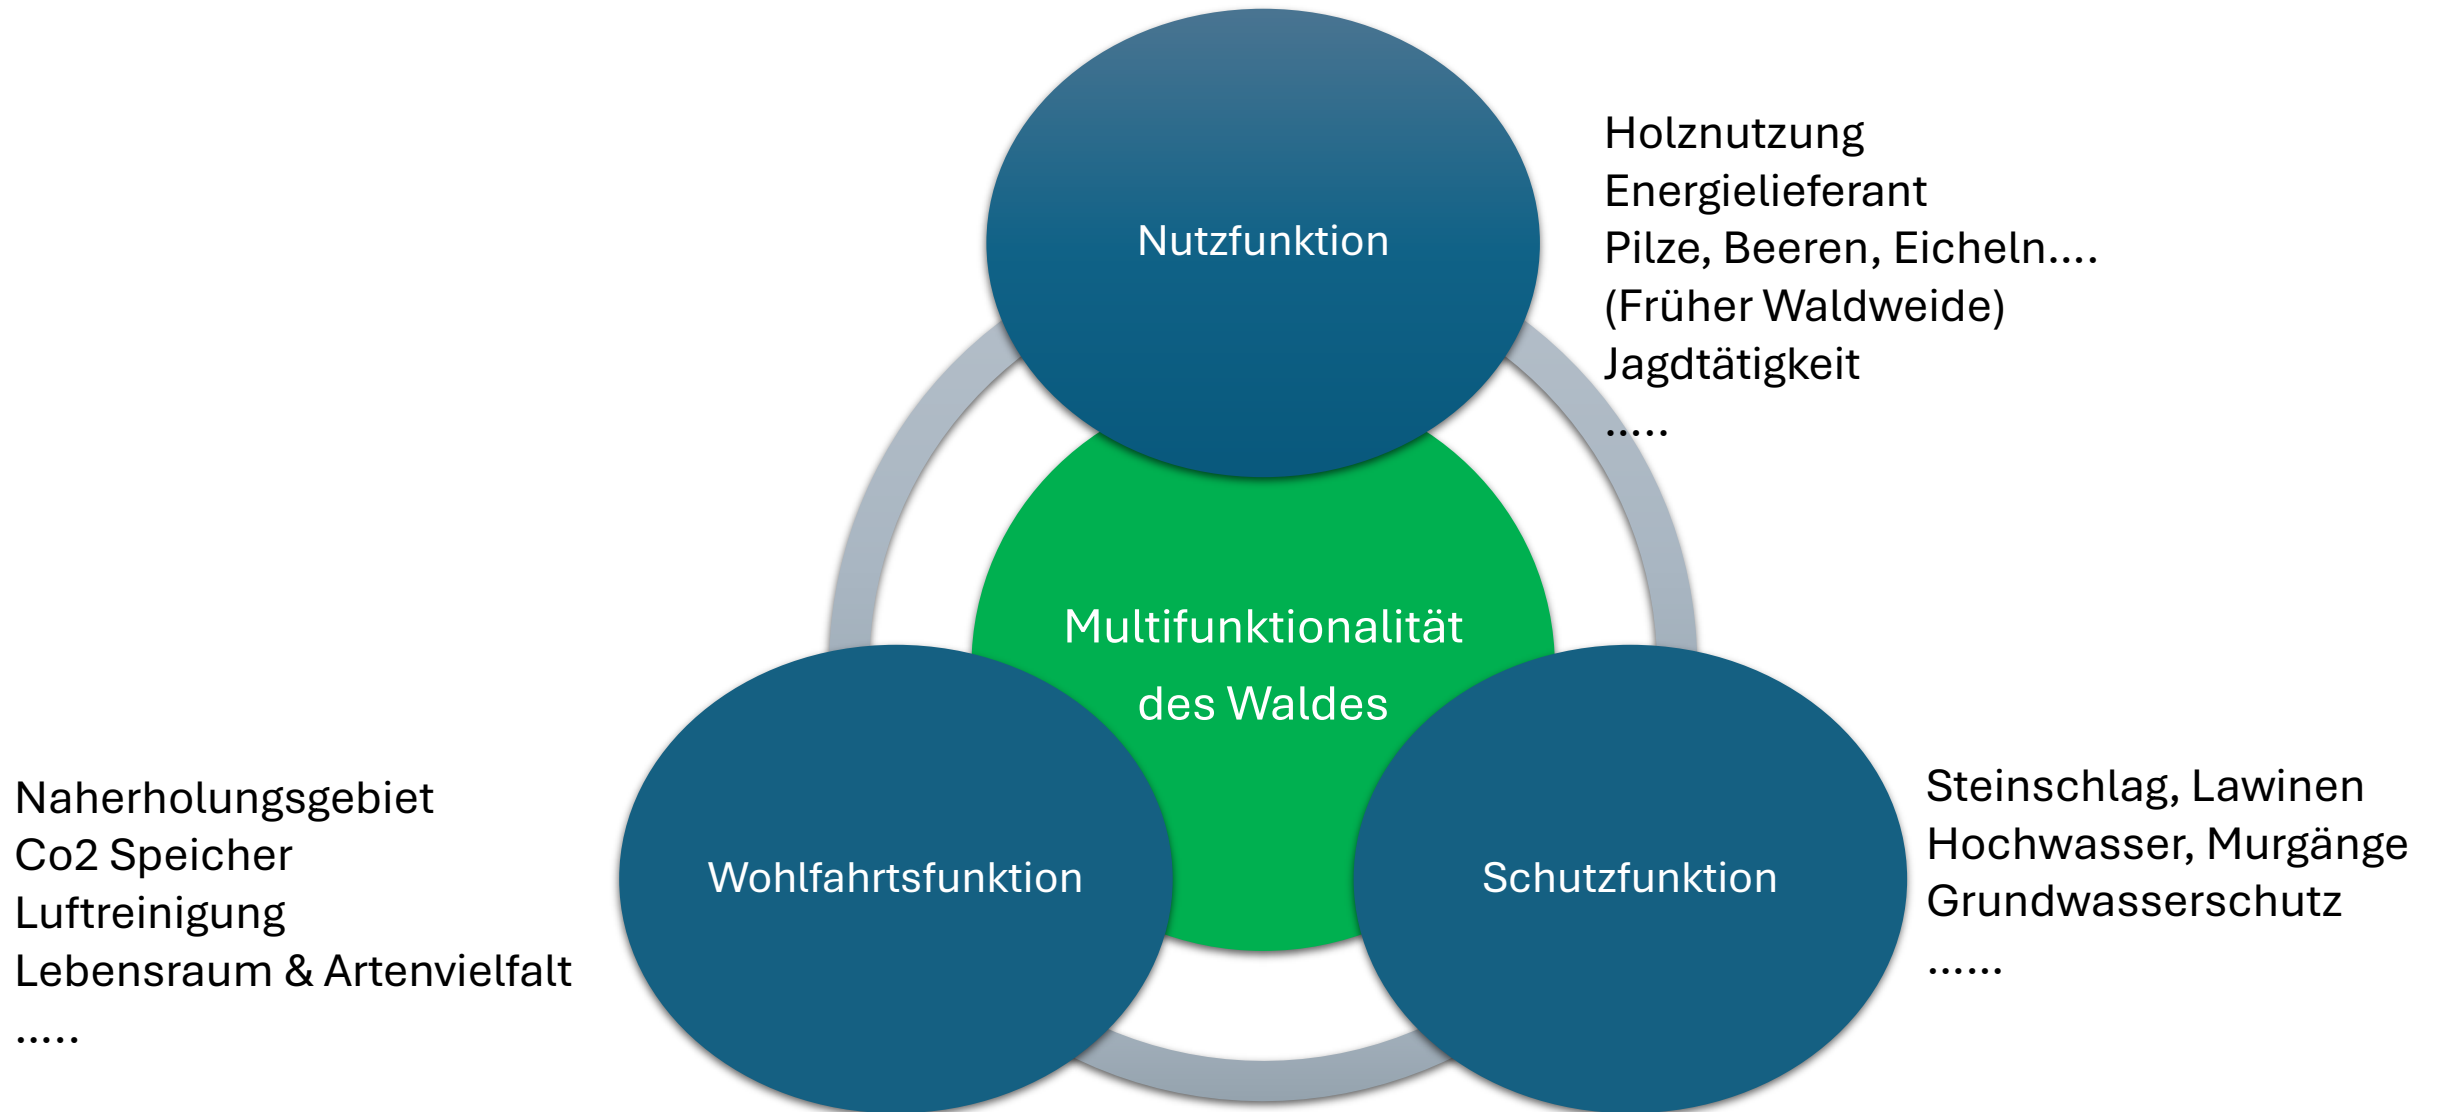 Nutzfunktion
Holznutzung
Energielieferant
Pilze, Beeren, Eicheln....
(Früher Waldweide)
Jagdtätigkeit
.....
Multifunktionalität
des Waldes
Wohlfahrtsfunktion
Naherholungsgebiet
Co2 Speicher
Luftreinigung
Lebensraum & Artenvielfalt
.....
Schutzfunktion
Steinschlag, Lawinen
Hochwasser, Murgänge
Grundwasserschutz
......